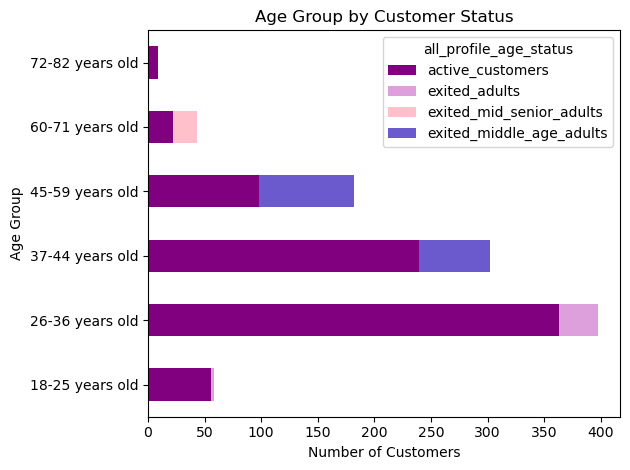 Age Group by Customer Status
all_profile_age_status
active_customers
exited_adults
exited_mid_senior_adults
exited_middle_age_adults
Age Group
72-82 years old
60-71 years old
45-59 years old
37-44 years old
26-36 years old
18-25 years old
0 50 100 150 200 250 300 350 400
Number of Customers